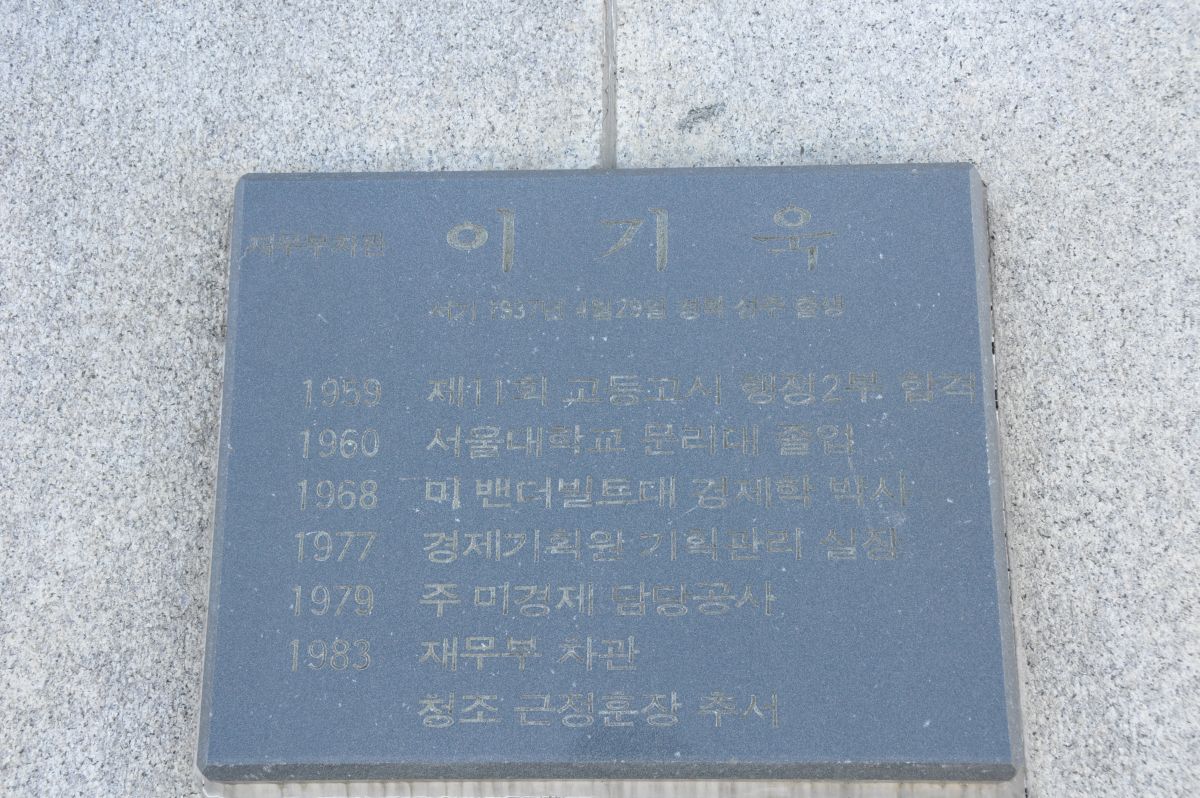 재무부차관 이 기 욱
서기 1937년 4월29일 경북 성주 출생
1959 제11회 고등고시 행정2부 합격
1960 서울대학교 문리대 졸업
1968 미 밴더빌트대 경제학 박사
1977 경제기획원 기획관리 실장
1979 주 미경제 담당공사
1983 재무부 차관
청조 근정훈장 추서